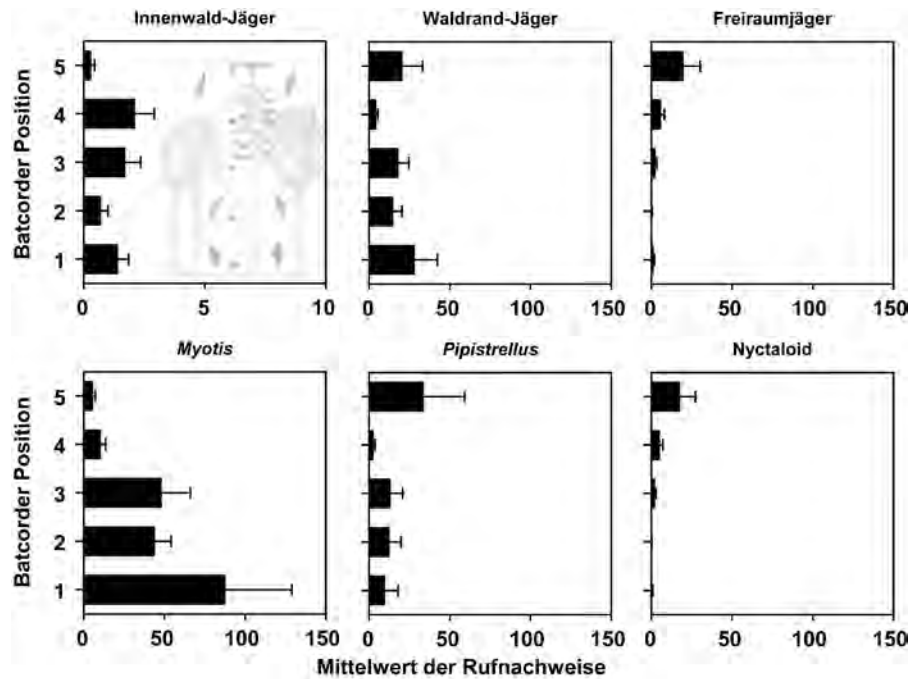 Innenwald-Jäger Waldrand-Jäger Freiraumjäger
Batcorder Position
5
4
3
2
1
0 5 10 0 50 100 150 0 50 100 150
Myotis Pipistrellus Nyctaloid
Batcorder Position
5
4
3
2
1
0 50 100 150 0 50 100 150 0 50 100 150
Mittelwert der Rufnachweise